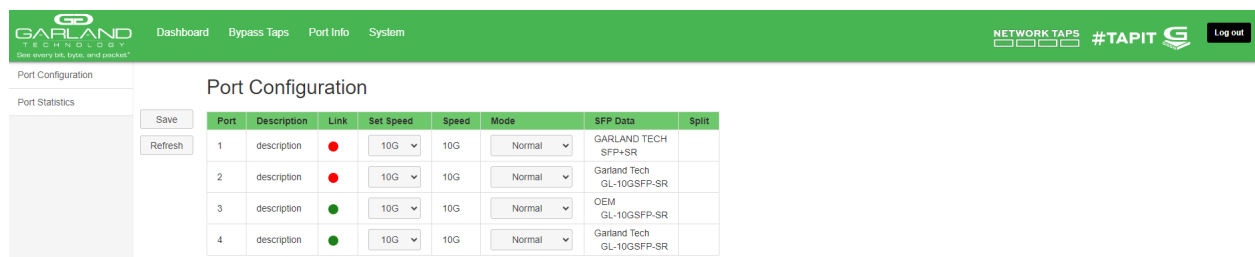 GARLAND
TECHNOLOGY
See every bit, byte, and packet®
Dashboard Bypass Taps Port Info System
NETWORK TAPS #TAPIT
Log out
Port Configuration
Port Statistics
Port Configuration
Save
Refresh
Port Description Link Set Speed Speed Mode SFP Data Split
1 description 10G 10G Normal GARLAND TECH
SFP+SR
2 description 10G 10G Normal Garland Tech
GL-10GSFP-SR
3 description 10G 10G Normal OEM
GL-10GSFP-SR
4 description 10G 10G Normal Garland Tech
GL-10GSFP-SR